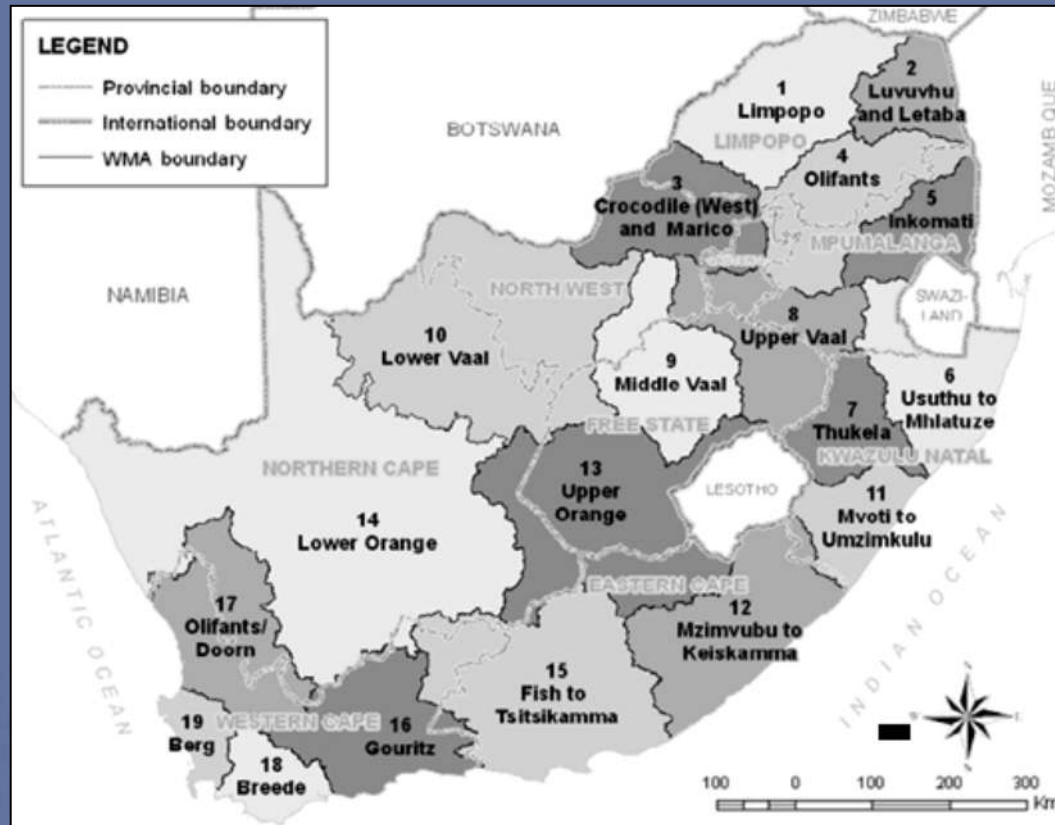 LEGEND
Provincial boundary
International boundary
WMA boundary
ZIMBABWE
BOTSWANA
MOZAMBIQUE
NAMIBIA
1
Limpopo
LIMPOPO
2
Luvuvhu
and Letaba
3
Crocodile (West)
and Marico
4
Olifants
5
Inkomati
MPUMALANGA
SWAZI-
LAND
NORTH WEST
8
Upper Vaal
10
Lower Vaal
9
Middle Vaal
6
Usuthu to
Mhlatuze
7
Thukela
FREE STATE
KWAZULU NATAL
NORTHERN CAPE
13
Upper
Orange
LESOTHO
11
Mvoti to
Umzimkulu
14
Lower Orange
EASTERN CAPE
12
Mzimvubu to
Keiskamma
ATLANTIC OCEAN
INDIAN OCEAN
17
Olifants/
Doorn
15
Fish to
Tsitsikamma
WESTERN CAPE
16
Gouritz
19
Berg
18
Breede
N
E
S
100 0 100 200 300
Km